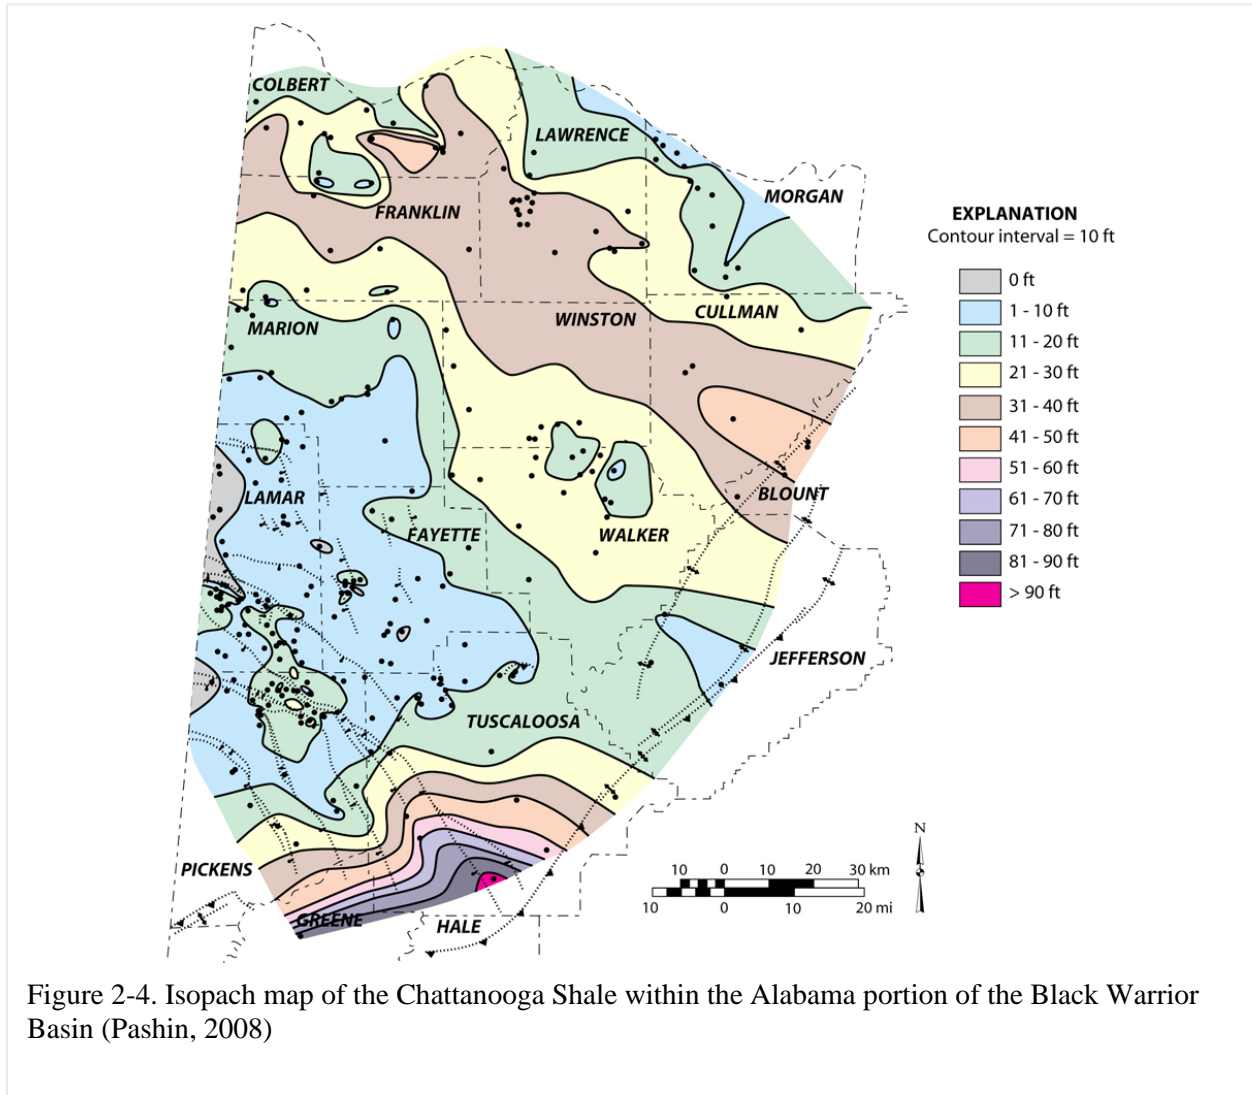 COLBERT
LAWRENCE
MORGAN
FRANKLIN
EXPLANATION
Contour interval = 10 ft
0 ft
1 - 10 ft
11 - 20 ft
21 - 30 ft
31 - 40 ft
41 - 50 ft
51 - 60 ft
61 - 70 ft
71 - 80 ft
81 - 90 ft
> 90 ft
MARION
WINSTON
CULLMAN
LAMAR
BLOUNT
FAYETTE
WALKER
JEFFERSON
TUSCALOOSA
PICKENS
GREENE
HALE
N
10 0 10 20 30 km
10 0 10 20 mi
Figure 2-4. Isopach map of the Chattanooga Shale within the Alabama portion of the Black Warrior
Basin (Pashin, 2008)